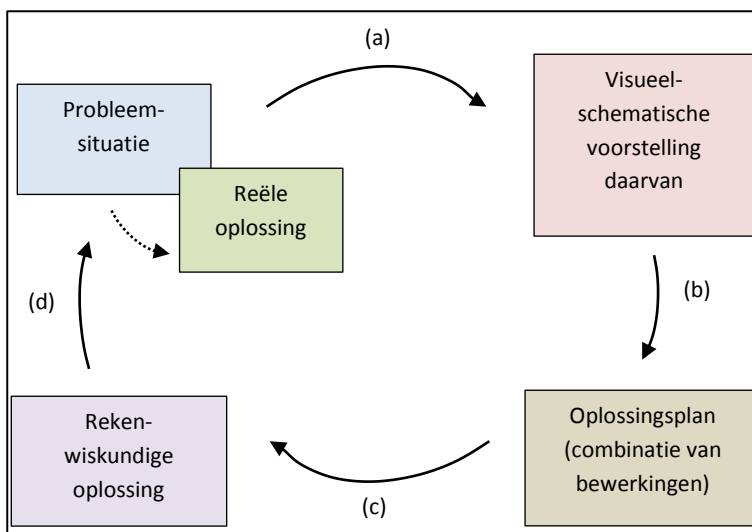 (a)
Probleem-
situatie
Reële
oplossing
Visueel-
schematische
voorstelling
daarvan
(b)
Oplossingsplan
(combinatie van
bewerkingen)
(c)
Reken-
wiskundige
oplossing
(d)